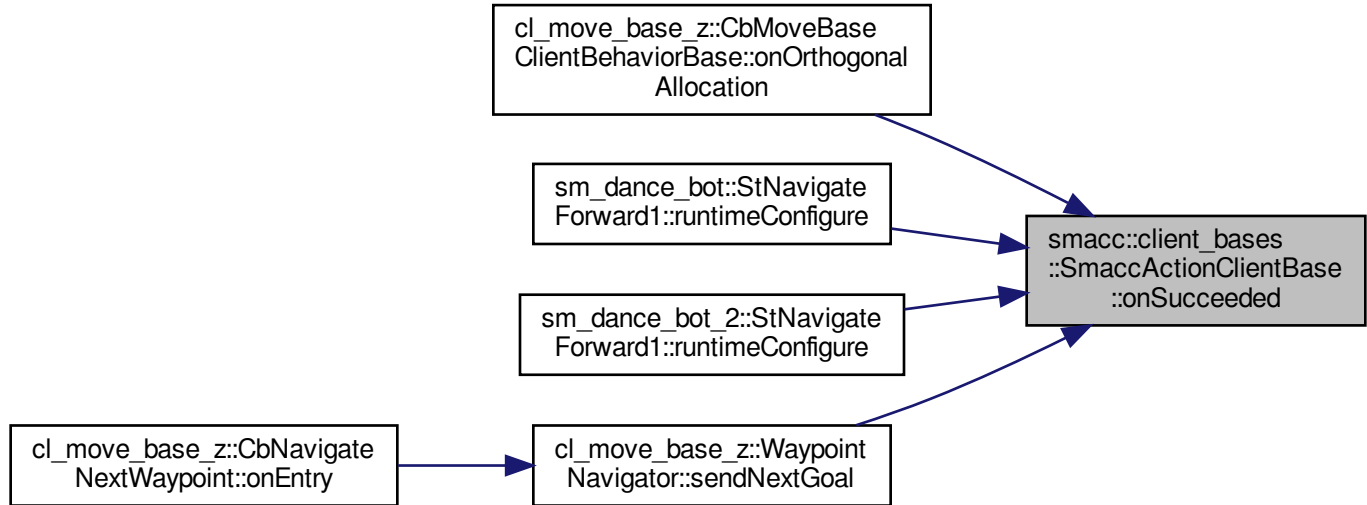 cl_move_base_z::CbMoveBase
ClientBehaviorBase::onOrthogonal
Allocation
sm_dance_bot::StNavigate
Forward1::runtimeConfigure
smacc::client_bases
::SmaccActionClientBase
::onSucceeded
sm_dance_bot_2::StNavigate
Forward1::runtimeConfigure
cl_move_base_z::CbNavigate
NextWaypoint::onEntry
cl_move_base_z::Waypoint
Navigator::sendNextGoal